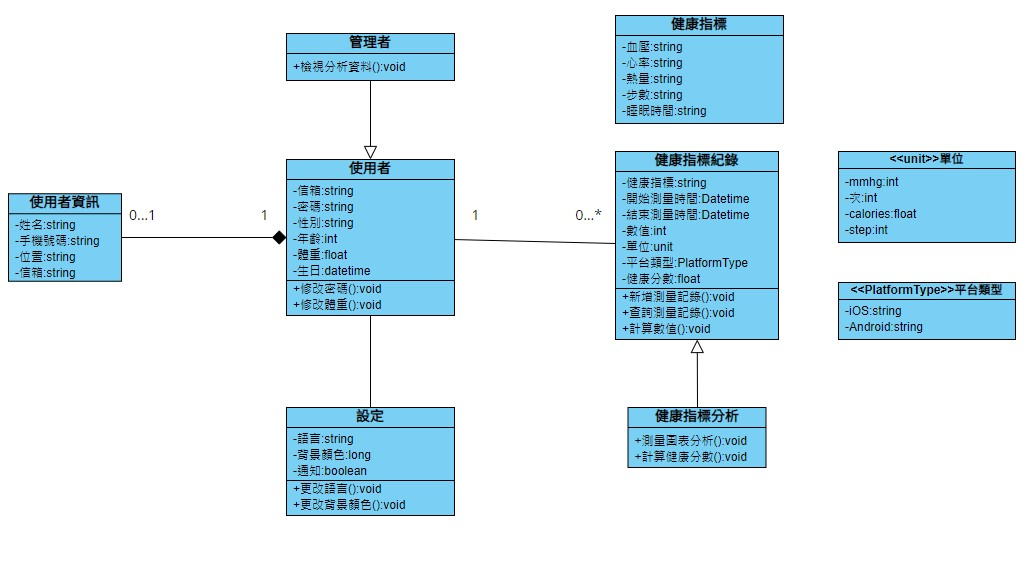 管理者
+檢視分析資料():void
健康指標
-血壓:string
-心率:string
-熱量:string
-步數:string
-睡眠時間:string
使用者資訊
-姓名:string
-手機號碼:string
-位置:string
-信箱:string
0...1
1
使用者
-信箱:string
-密碼:string
-性別:string
-年齡:int
-體重:float
-生日:datetime
+修改密碼():void
+修改體重():void
1
0...*
健康指標紀錄
-健康指標:string
-開始測量時間:Datetime
-結束測量時間:Datetime
-數值:int
-單位:unit
-平台類型:PlatformType
-健康分數:float
+新增測量記錄():void
+查詢測量記錄():void
+計算數值():void
<<unit>>單位
-mmhg:int
-次:int
-calories:float
-step:int
<<PlatformType>>平台類型
-iOS:string
-Android:string
設定
-語言:string
-背景顏色:long
-通知:boolean
+更改語言():void
+更改背景顏色():void
健康指標分析
+測量圖表分析():void
+計算健康分數():void